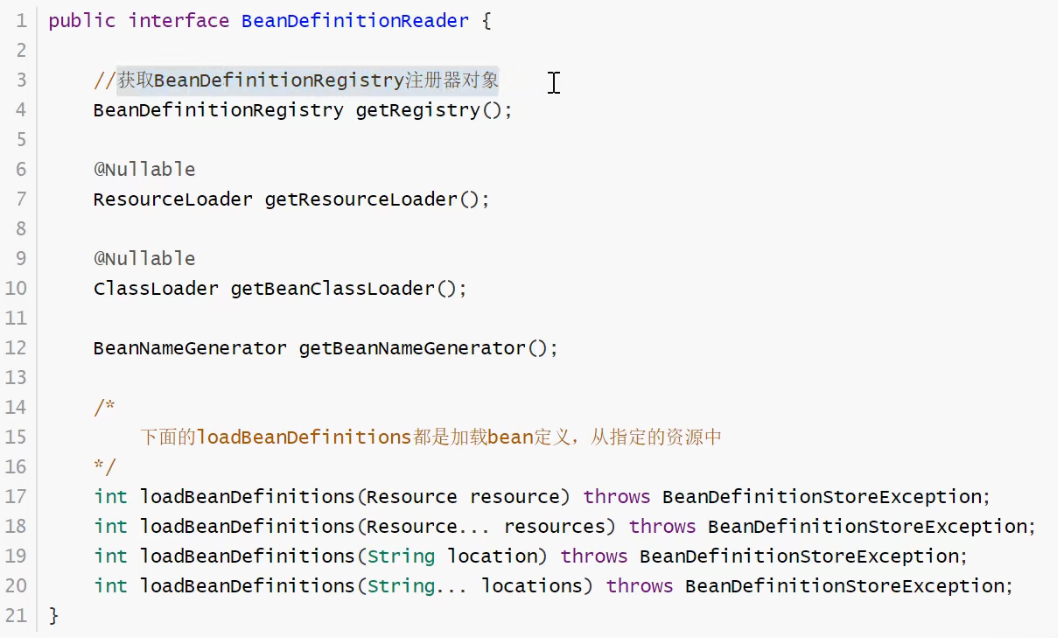 1 public interface BeanDefinitionReader {
2
3 //获取BeanDefinitionRegistry注册器对象
4 BeanDefinitionRegistry getRegistry();
5
6 @Nullable
7 ResourceLoader getResourceLoader();
8
9 @Nullable
10 ClassLoader getBeanClassLoader();
11
12 BeanNameGenerator getBeanNameGenerator();
13
14 /*
15 下面的loadBeanDefinitions都是加载bean定义，从指定的资源中
16 */
17 int loadBeanDefinitions(Resource resource) throws BeanDefinitionStoreException;
18 int loadBeanDefinitions(Resource... resources) throws BeanDefinitionStoreException;
19 int loadBeanDefinitions(String location) throws BeanDefinitionStoreException;
20 int loadBeanDefinitions(String... locations) throws BeanDefinitionStoreException;
21 }